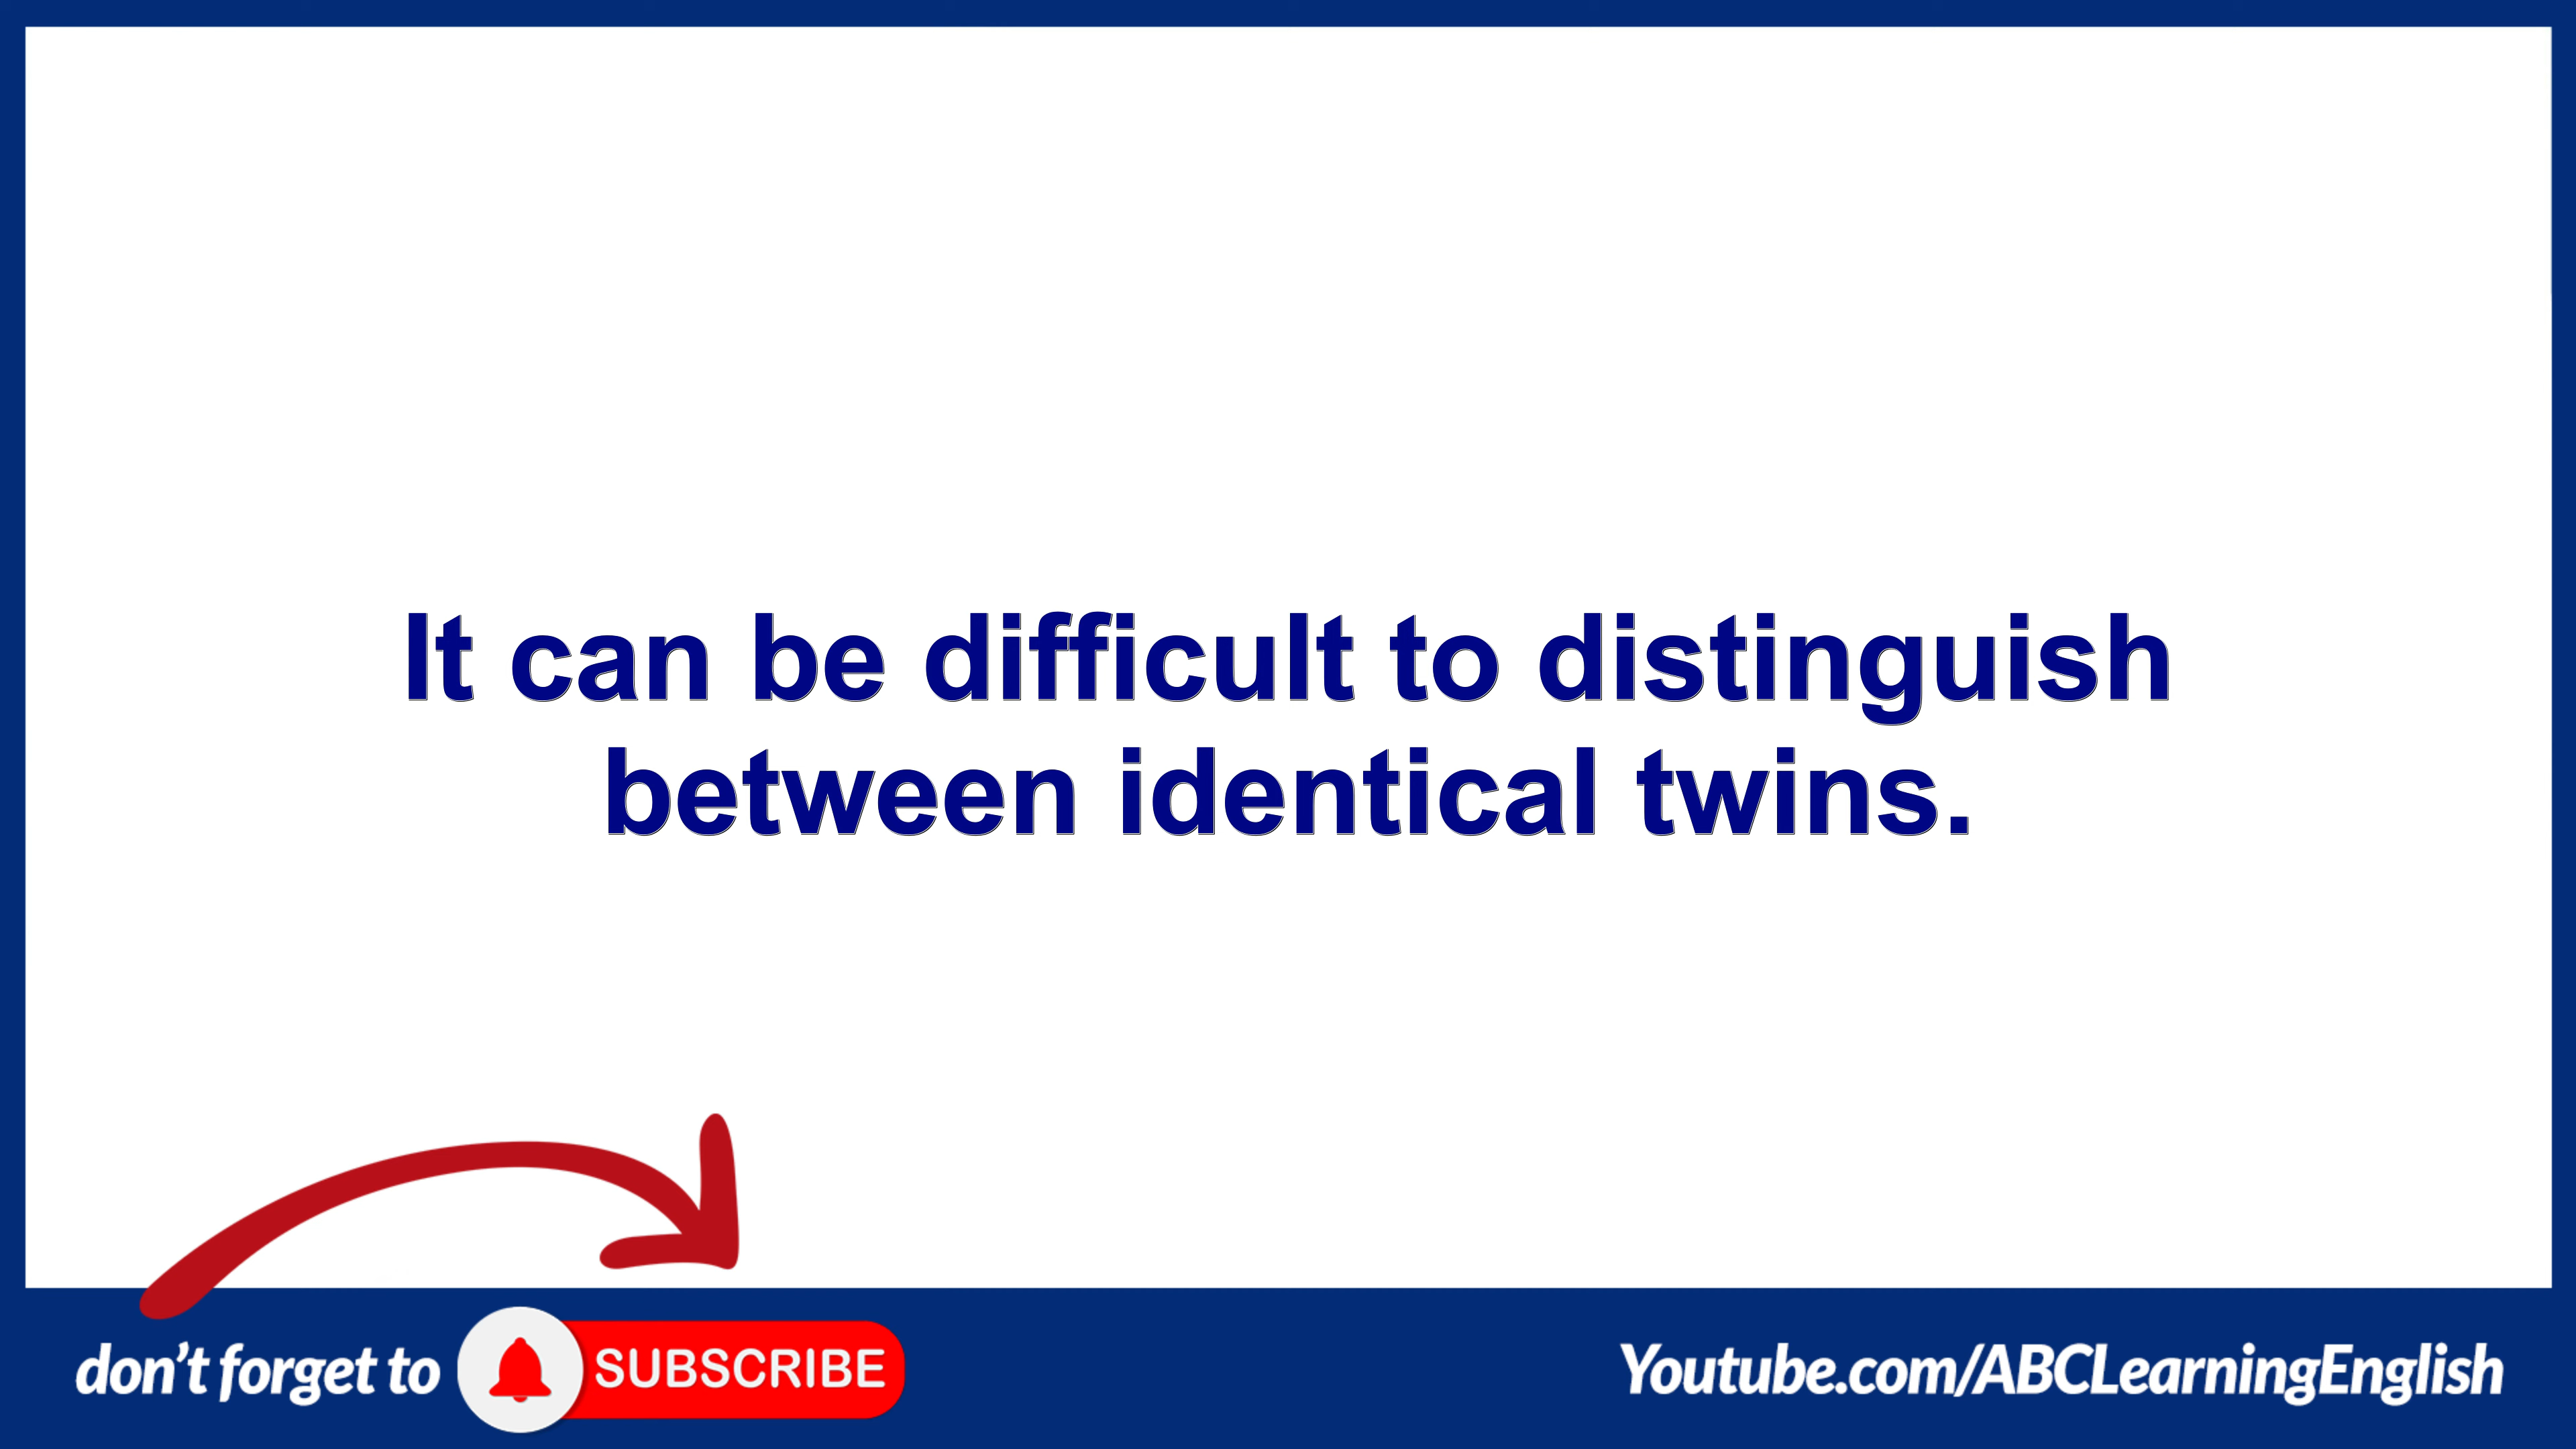 It can be difficult to distinguish
between identical twins.
don't forget to SUBSCRIBE
Youtube.com/ABCLearningEnglish